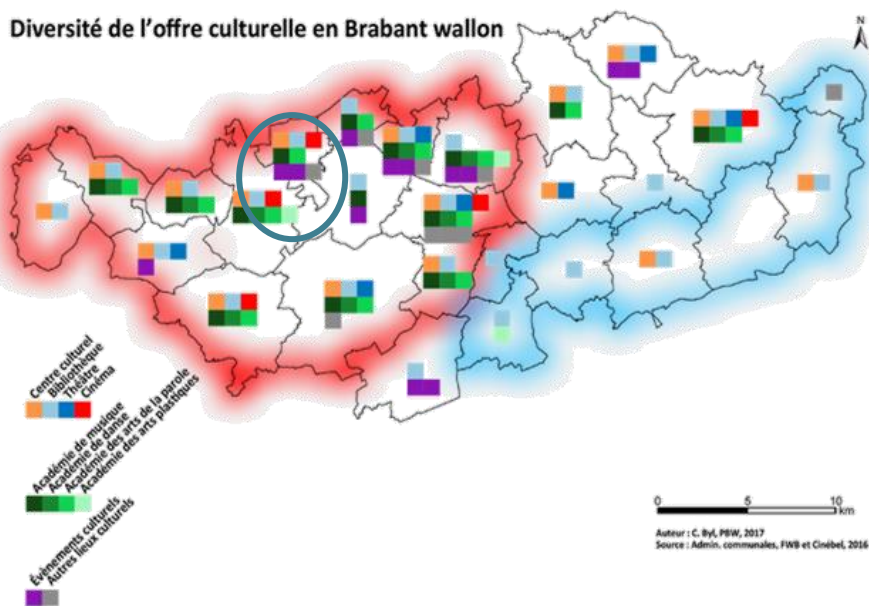 Diversité de l'offre culturelle en Brabant wallon
N
Centre culturel
Bibliothèque
Théâtre
Cinéma
Académie de musique
Académie de danse
Académie des arts de la parole
Académie des arts plastiques
Évènements culturels
Autres lieux culturels
0 5 10
km
Auteur : C. Byl, PBW, 2017
Source : Admin. communales, FWB et Cinébel, 2016